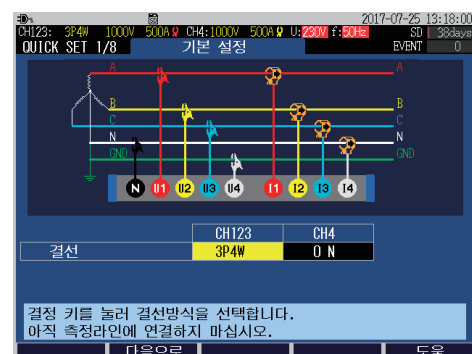 2017-07-25 13:18:00
CH123: 3P4W 1000V 500A CH4: 1000V 500A U: 230V f: 50Hz SD 38days
QUICK SET 1/8 기본 설정 EVENT 0
A A
B B
C C
N N
GND GND
N U1 U2 U3 U4 I1 I2 I3 I4
CH123 CH4
결선 3P4W ON
결정 키를 눌러 결선방식을 선택합니다.
아직 측정라인에 연결하지 마십시오.
다음으로 도움